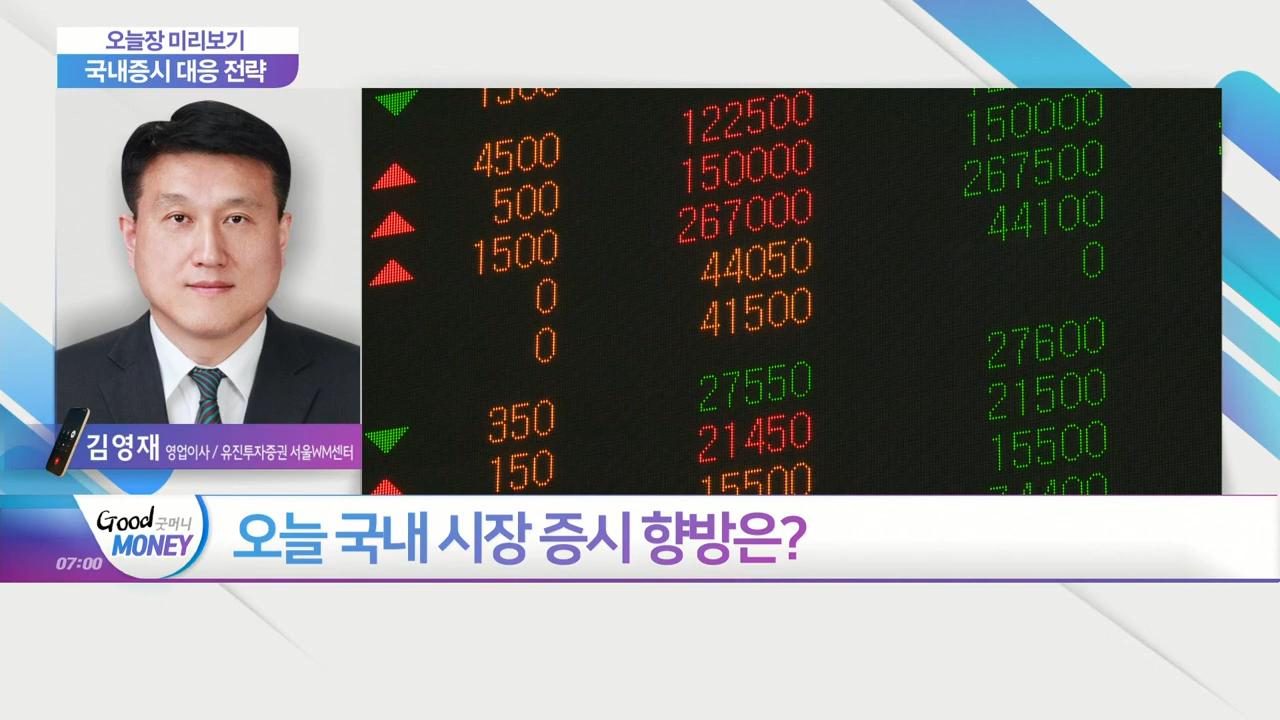 오늘장 미리보기
국내증시 대응 전략
1500 122500 150000
4500 150000 267500
500 267000 44100
1500 44050 0
0 41500
0 27600
27550 21500
350 21450 15500
150 15500 74400
김영재 영업이사 / 유진투자증권 서울WM센터
Good 굿머니
MONEY
07:00
오늘 국내 시장 증시 향방은?